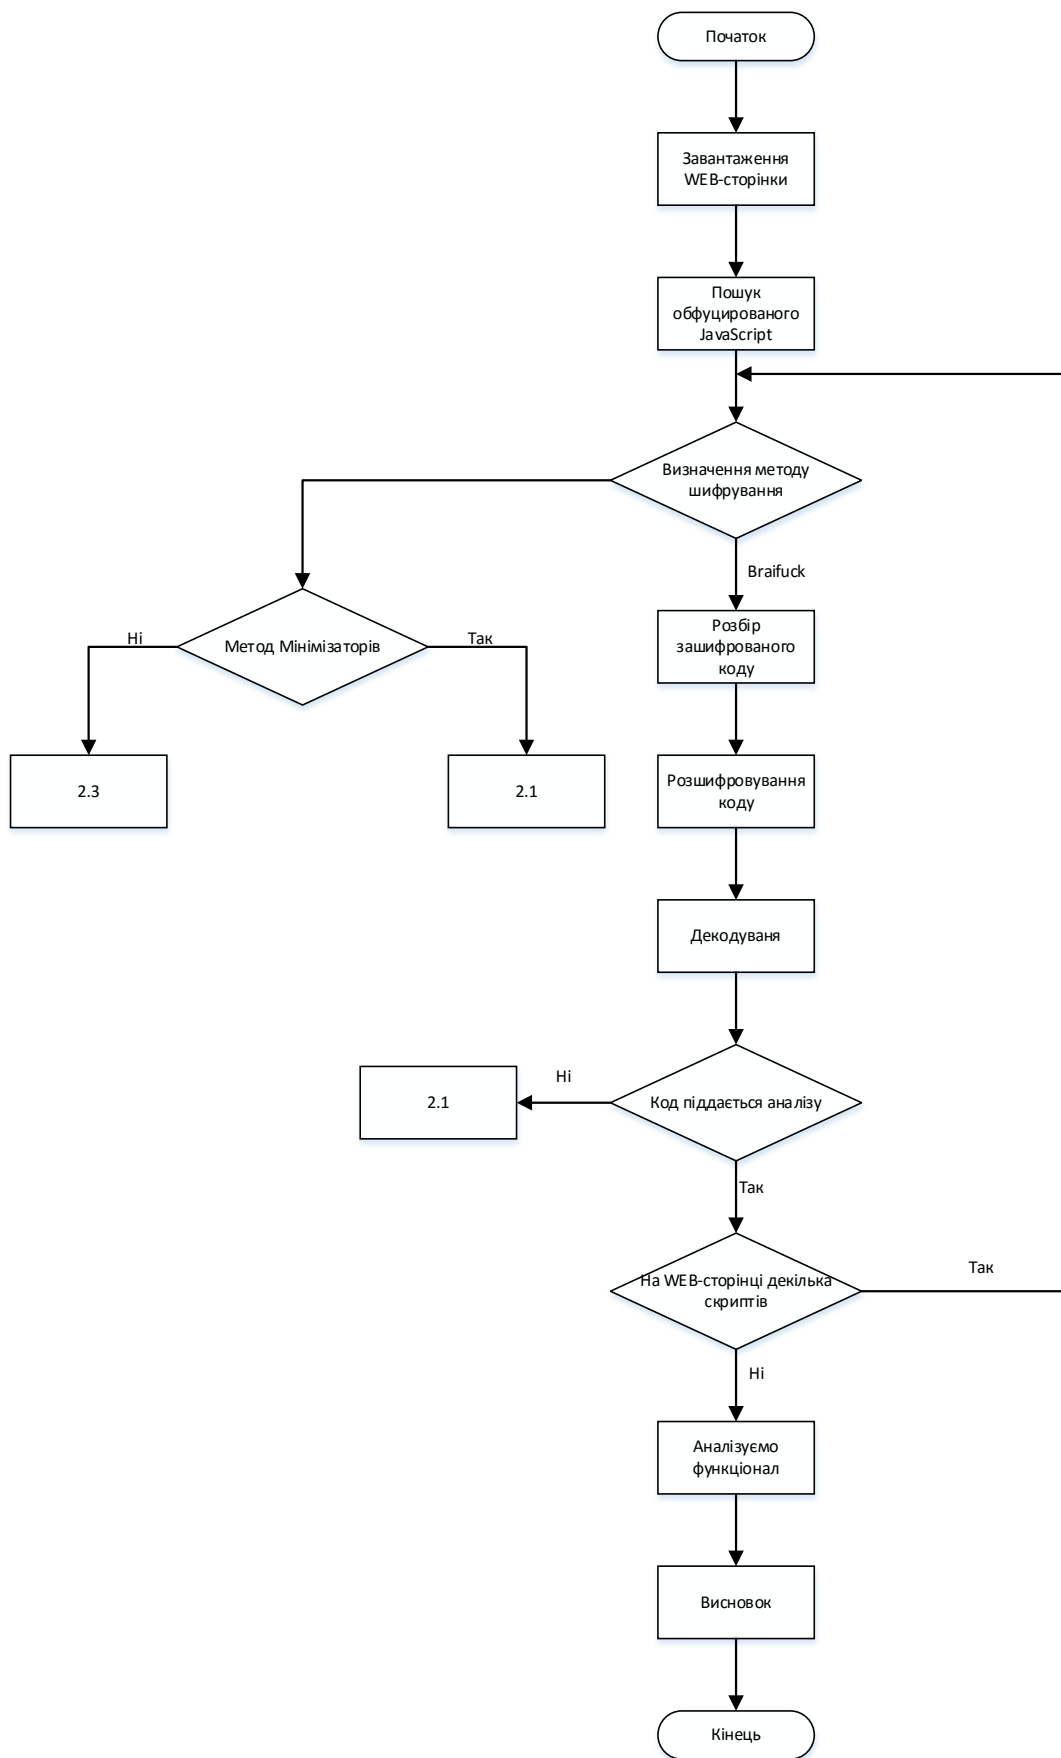 Початок
Завантаження
WEB-сторінки
Пошук
обфуцированого
JavaScript
Визначення методу
шифрування
Braifuck
Ні
Метод Мінімізаторів
Так
Розбір
зашифрованого
коду
2.3
2.1
Розшифровування
коду
Декодуваня
2.1
Ні
Код піддається аналізу
Так
На WEB-сторінці декілька
скриптів
Так
Ні
Аналізуємо
функціонал
Висновок
Кінець